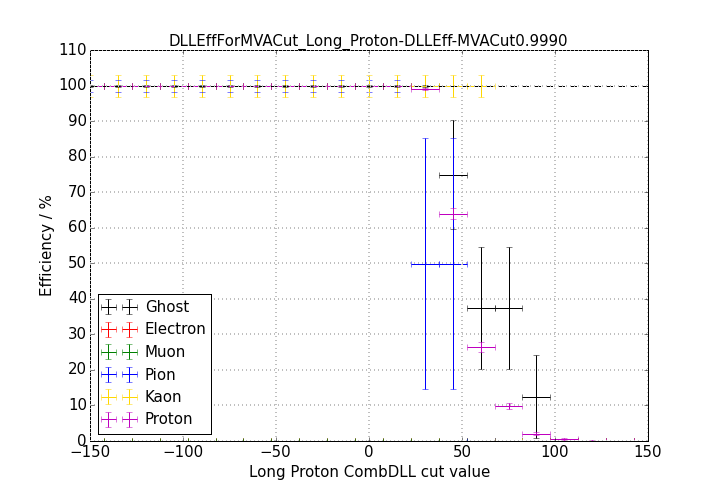 DLLEffForMVACut_Long_Proton-DLLEff-MVACut0.9990
110
100
90
80
70
60
50
40
30
20
10
0
Efficiency / %
Ghost
Electron
Muon
Pion
Kaon
Proton
−150 −100 −50 0 50 100 150
Long Proton CombDLL cut value